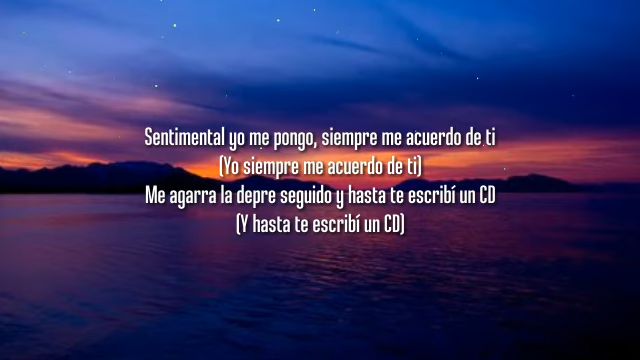 Sentimental yo me pongo, siempre me acuerdo de ti
(Yo siempre me acuerdo de ti)
Me agarra la depre seguido y hasta te escribí un CD
(Y hasta te escribí un CD)